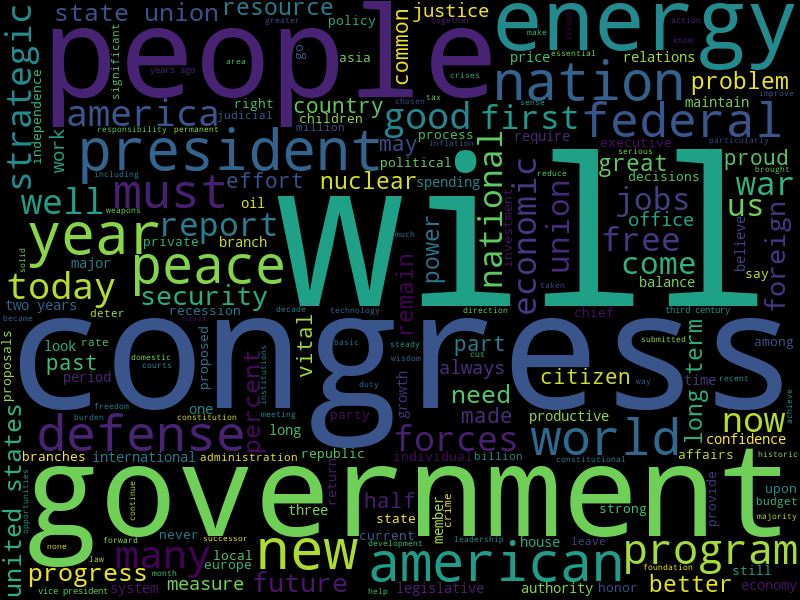 state union
resource
policy
greater
together
issues
action
justice
common
people
energy
go
make
know
essential
strategic
independence
significant
years ago
area
asia
price
relations
crises
chosen
tax
nation
problem
america
right
country
judicial
children
million
good
first
federal
maintain
improve
sense
particularly
responsibility
permanent
process
inflation
require
executive
work
president
may
political
including
must
effort
nuclear
spending
serious
great
decisions
proud
brought
reduce
war
well
weapons
report
oil
will
national
investment
economic
union
jobs
office
us
year
private
branch
much
power
free
believe
foreign
solid
major
peace
come
say
balance
today
security
remain
taken
two years
deter
recession
decade
technology
direction
chief
third century
became
naval
congress
proposals
look
rate
past
period
domestic
courts
proposed
institutions
vital
basic
steady
wisdom
part
cut
submitted
among
always
citizen
long term
time
recent
duty
growth
need
way
achieve
freedom
burden
constitution
one
meeting
party
made
productive
now
defense
percent
long
republic
forces
world
confidence
historic
united states
branches
international
administration
individual
billion
constitutional
affairs
opportunities
government
return
provide
upon
budget
majority
continue
three
half
state
member
crime
strong
none
forward
successor
never
current
house
leave
law
many
local
new
development
leadership
american
program
foundation
still
progress
month
europe
measure
future
help
legislative
authority
honor
better
economy
vice president
system